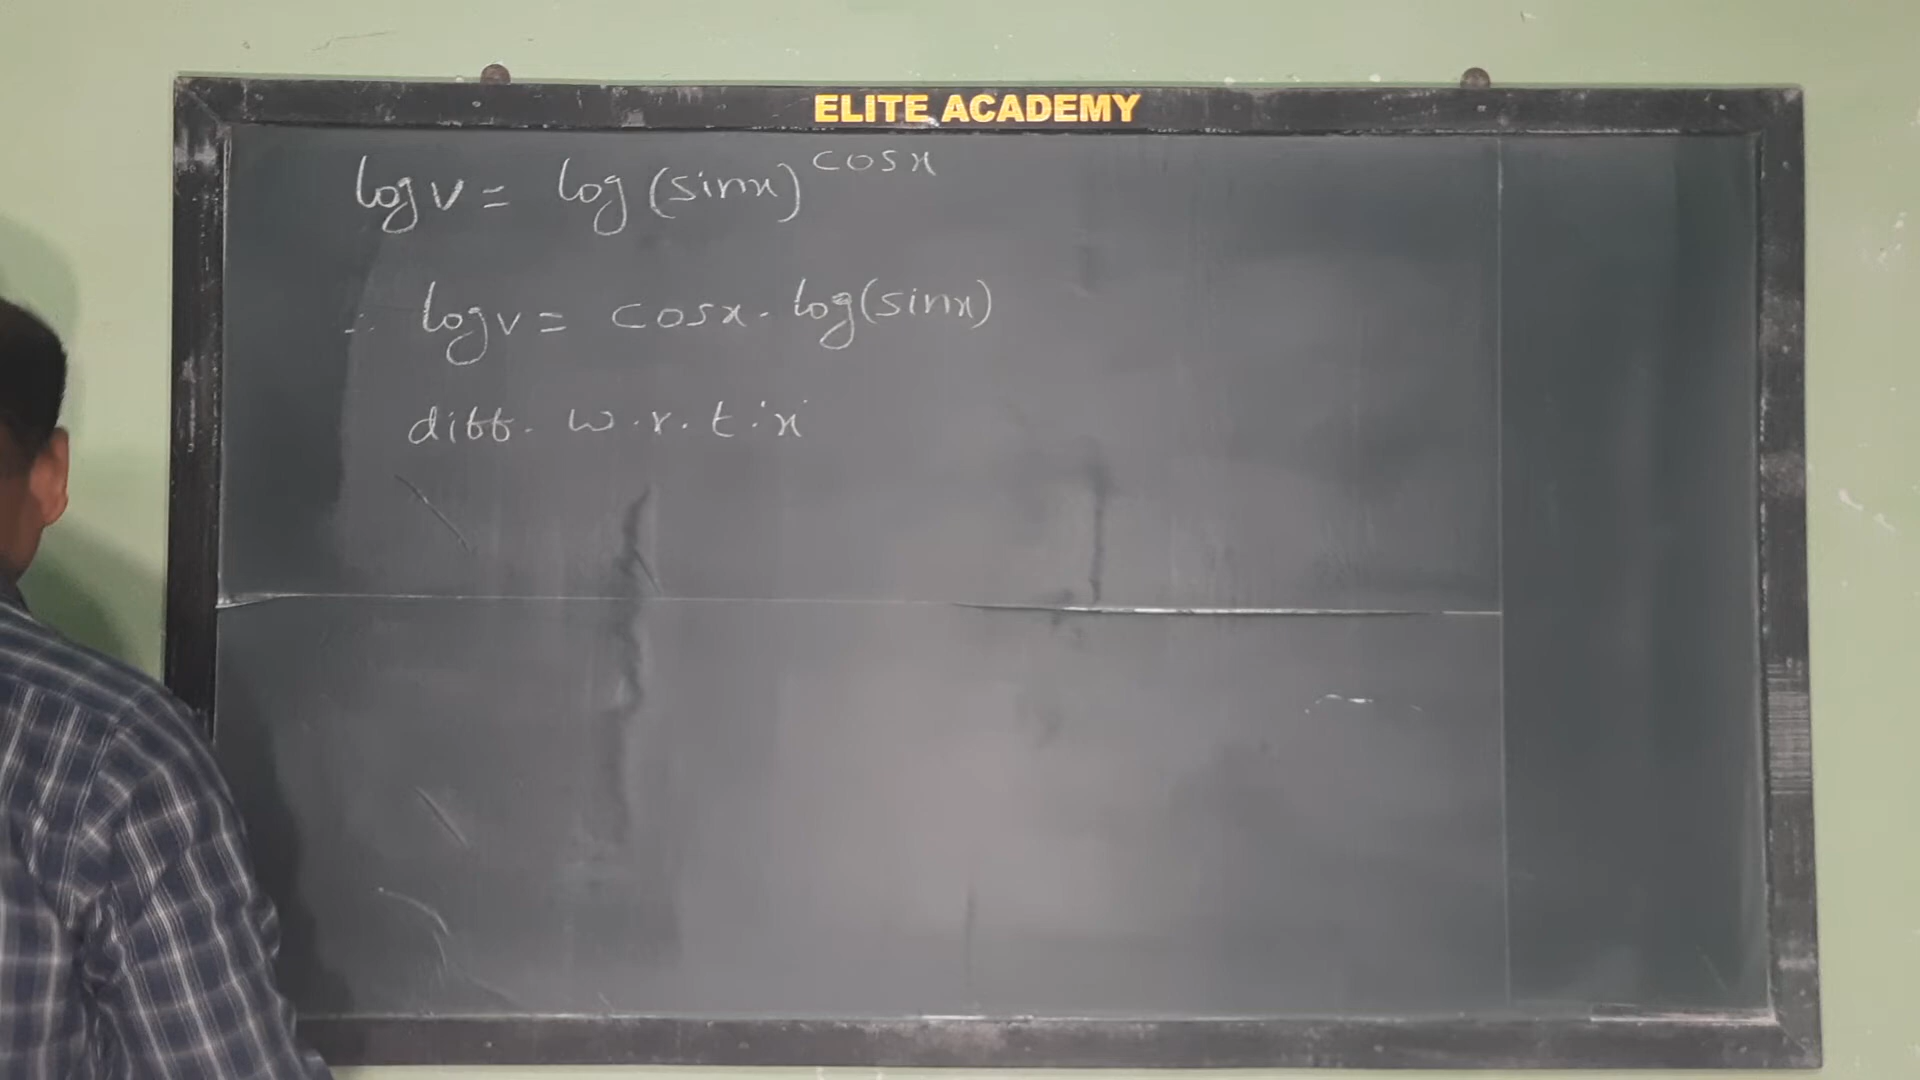 ELITE ACADEMY
log v = log (sinx)^cosx
∴ log v = cosx . log(sinx)
diff. w.r.t. 'x'